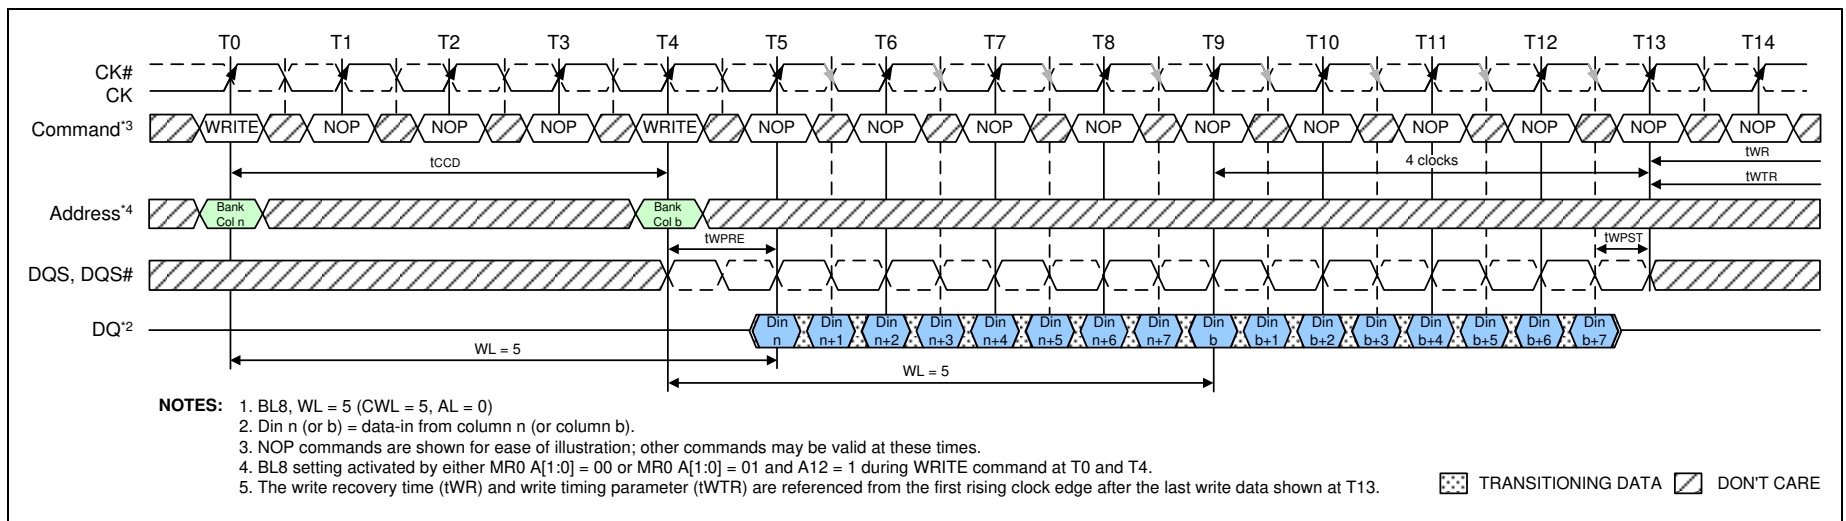 T0 T1 T2 T3 T4 T5 T6 T7 T8 T9 T10 T11 T12 T13 T14
CK#
CK
Command*3 WRITE NOP NOP NOP WRITE NOP NOP NOP NOP NOP NOP NOP NOP NOP NOP
tCCD 4 clocks tWR
tWTR
Address*4 Bank Col n Bank Col b
tWPRE tWPST
DQS, DQS#
DQ*2 Din n Din n+1 Din n+2 Din n+3 Din n+4 Din n+5 Din n+6 Din n+7 Din b Din b+1 Din b+2 Din b+3 Din b+4 Din b+5 Din b+6 Din b+7
WL = 5
WL = 5
NOTES: 1. BL8, WL = 5 (CWL = 5, AL = 0)
2. Din n (or b) = data-in from column n (or column b).
3. NOP commands are shown for ease of illustration; other commands may be valid at these times.
4. BL8 setting activated by either MR0 A[1:0] = 00 or MR0 A[1:0] = 01 and A12 = 1 during WRITE command at T0 and T4.
5. The write recovery time (tWR) and write timing parameter (tWTR) are referenced from the first rising clock edge after the last write data shown at T13.
TRANSITIONING DATA DON'T CARE